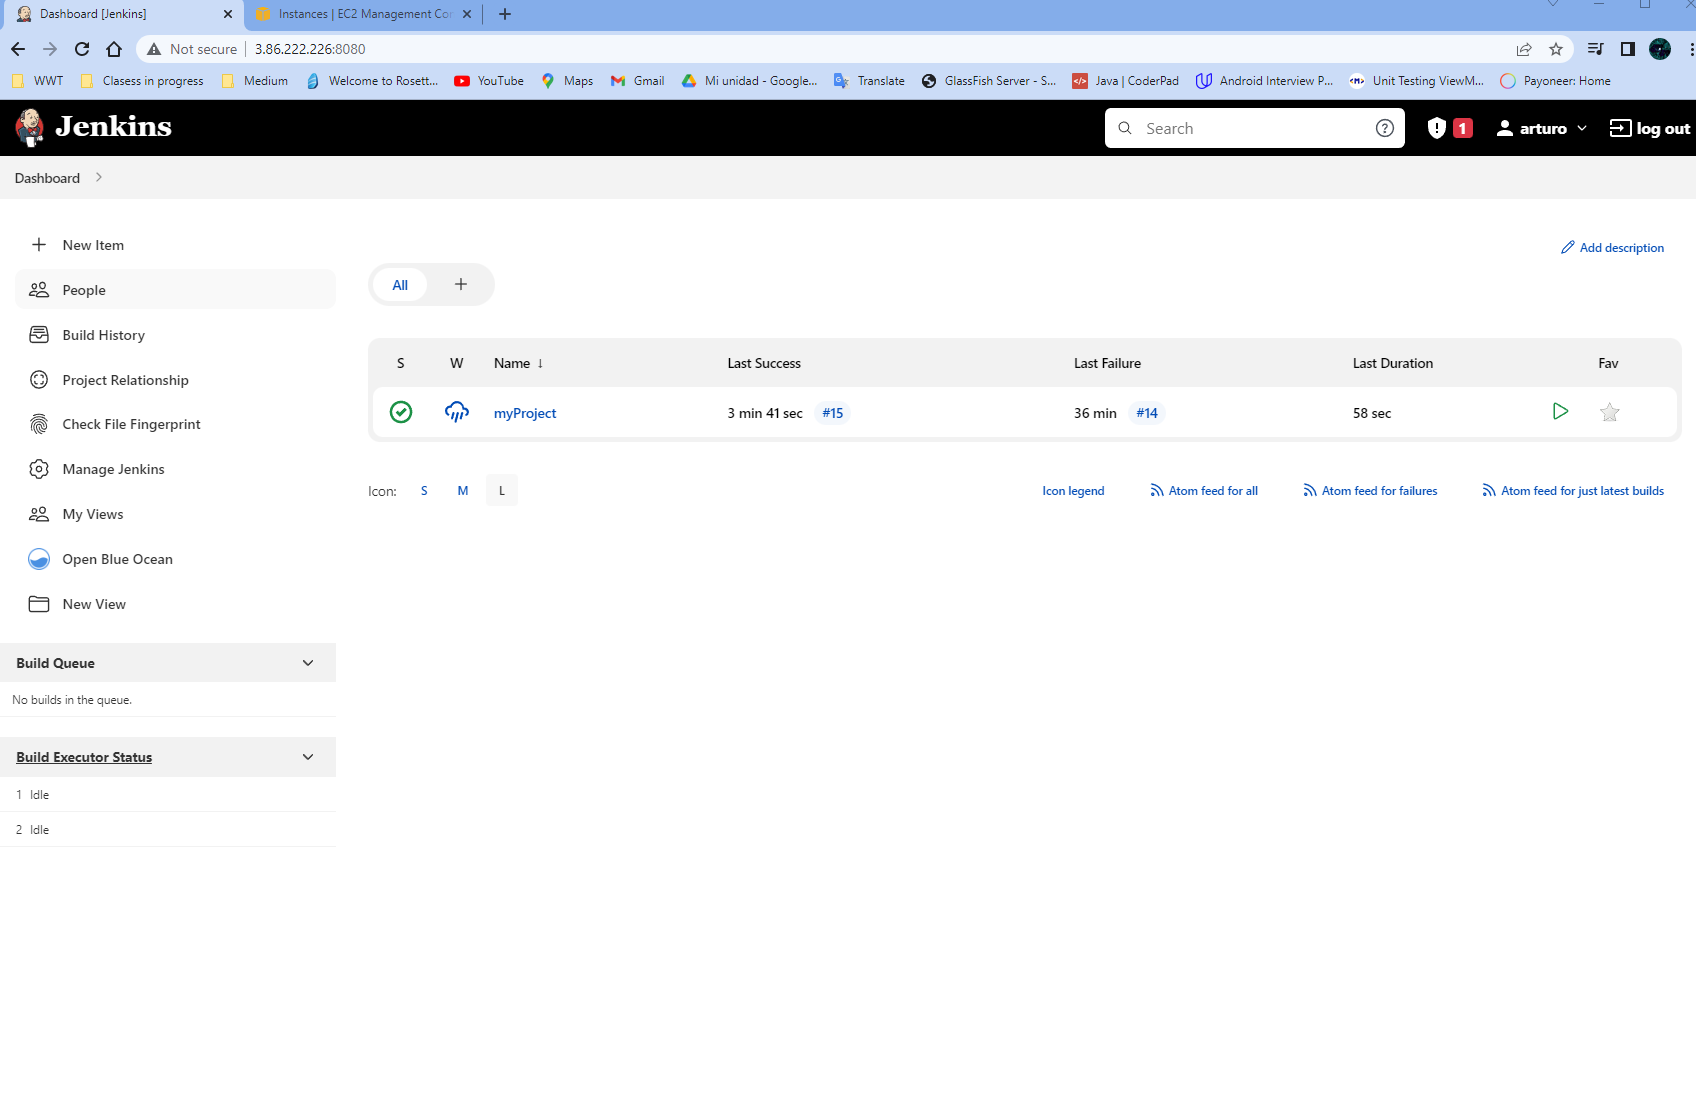 Dashboard [Jenkins]
Instances | EC2 Management Con
Not secure
3.86.222.226:8080
WWT
Clasess in progress
Medium
Welcome to Rosett...
YouTube
Maps
Gmail
Mi unidad - Google...
Translate
GlassFish Server - S...
Java | CoderPad
Android Interview P...
Unit Testing ViewM...
Payoneer: Home
Jenkins
Search
1
arturo
log out
Dashboard
New Item
Add description
People
All
Build History
S W Name ↓ Last Success Last Failure Last Duration Fav
Project Relationship
myProject 3 min 41 sec #15 36 min #14 58 sec
Check File Fingerprint
Manage Jenkins
Icon: S M L
Icon legend
Atom feed for all
Atom feed for failures
Atom feed for just latest builds
My Views
Open Blue Ocean
New View
Build Queue
No builds in the queue.
Build Executor Status
1 Idle
2 Idle